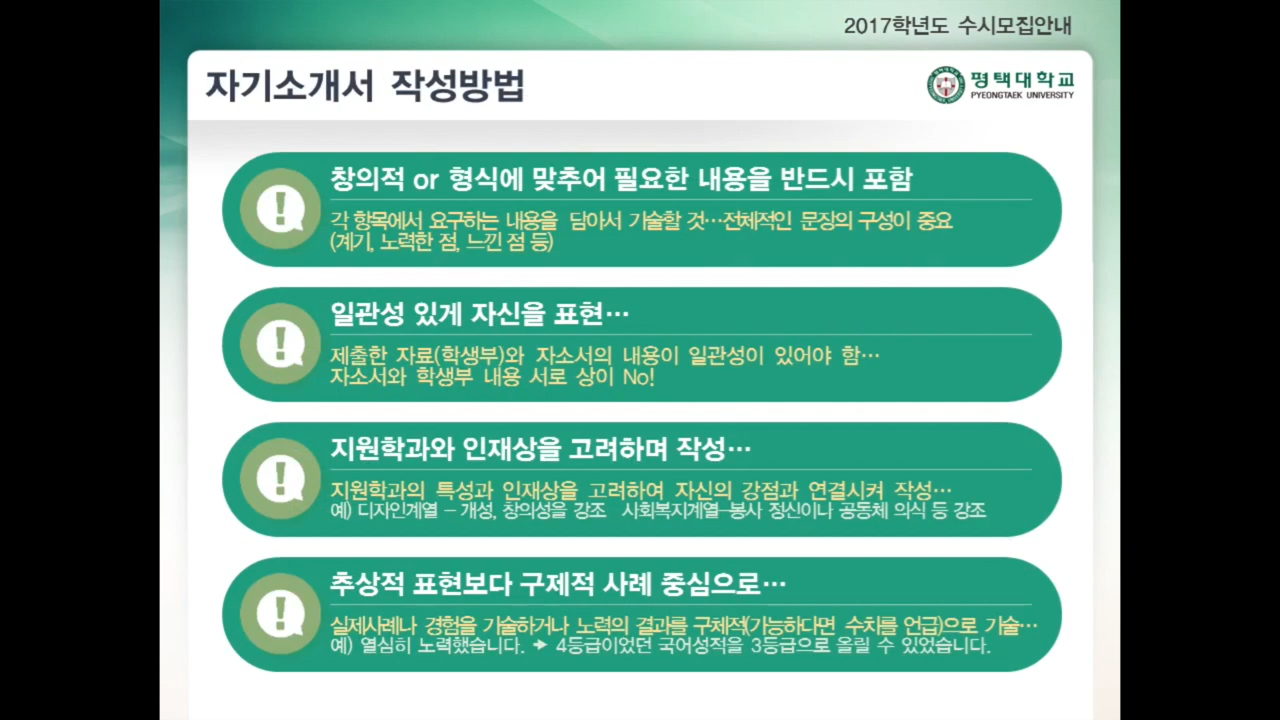 2017학년도 수시모집안내
자기소개서 작성방법
평택대학교
PYEONGTAEK UNIVERSITY
창의적 or 형식에 맞추어 필요한 내용을 반드시 포함
각 항목에서 요구하는 내용을 담아서 기술할 것…전체적인 문장의 구성이 중요
(계기, 노력한 점, 느낀 점 등)
일관성 있게 자신을 표현…
제출한 자료(학생부)와 자소서의 내용이 일관성이 있어야 함…
자소서와 학생부 내용 서로 상이 No!
지원학과와 인재상을 고려하며 작성…
지원학과의 특성과 인재상을 고려하여 자신의 강점과 연결시켜 작성…
예) 디자인계열 – 개성, 창의성을 강조 사회복지계열–봉사 정신이나 공동체 의식 등 강조
추상적 표현보다 구제적 사례 중심으로…
실제사례나 경험을 기술하거나 노력의 결과를 구체적(가능하다면 수치를 언급)으로 기술…
예) 열심히 노력했습니다. → 4등급이었던 국어성적을 3등급으로 올릴 수 있었습니다.